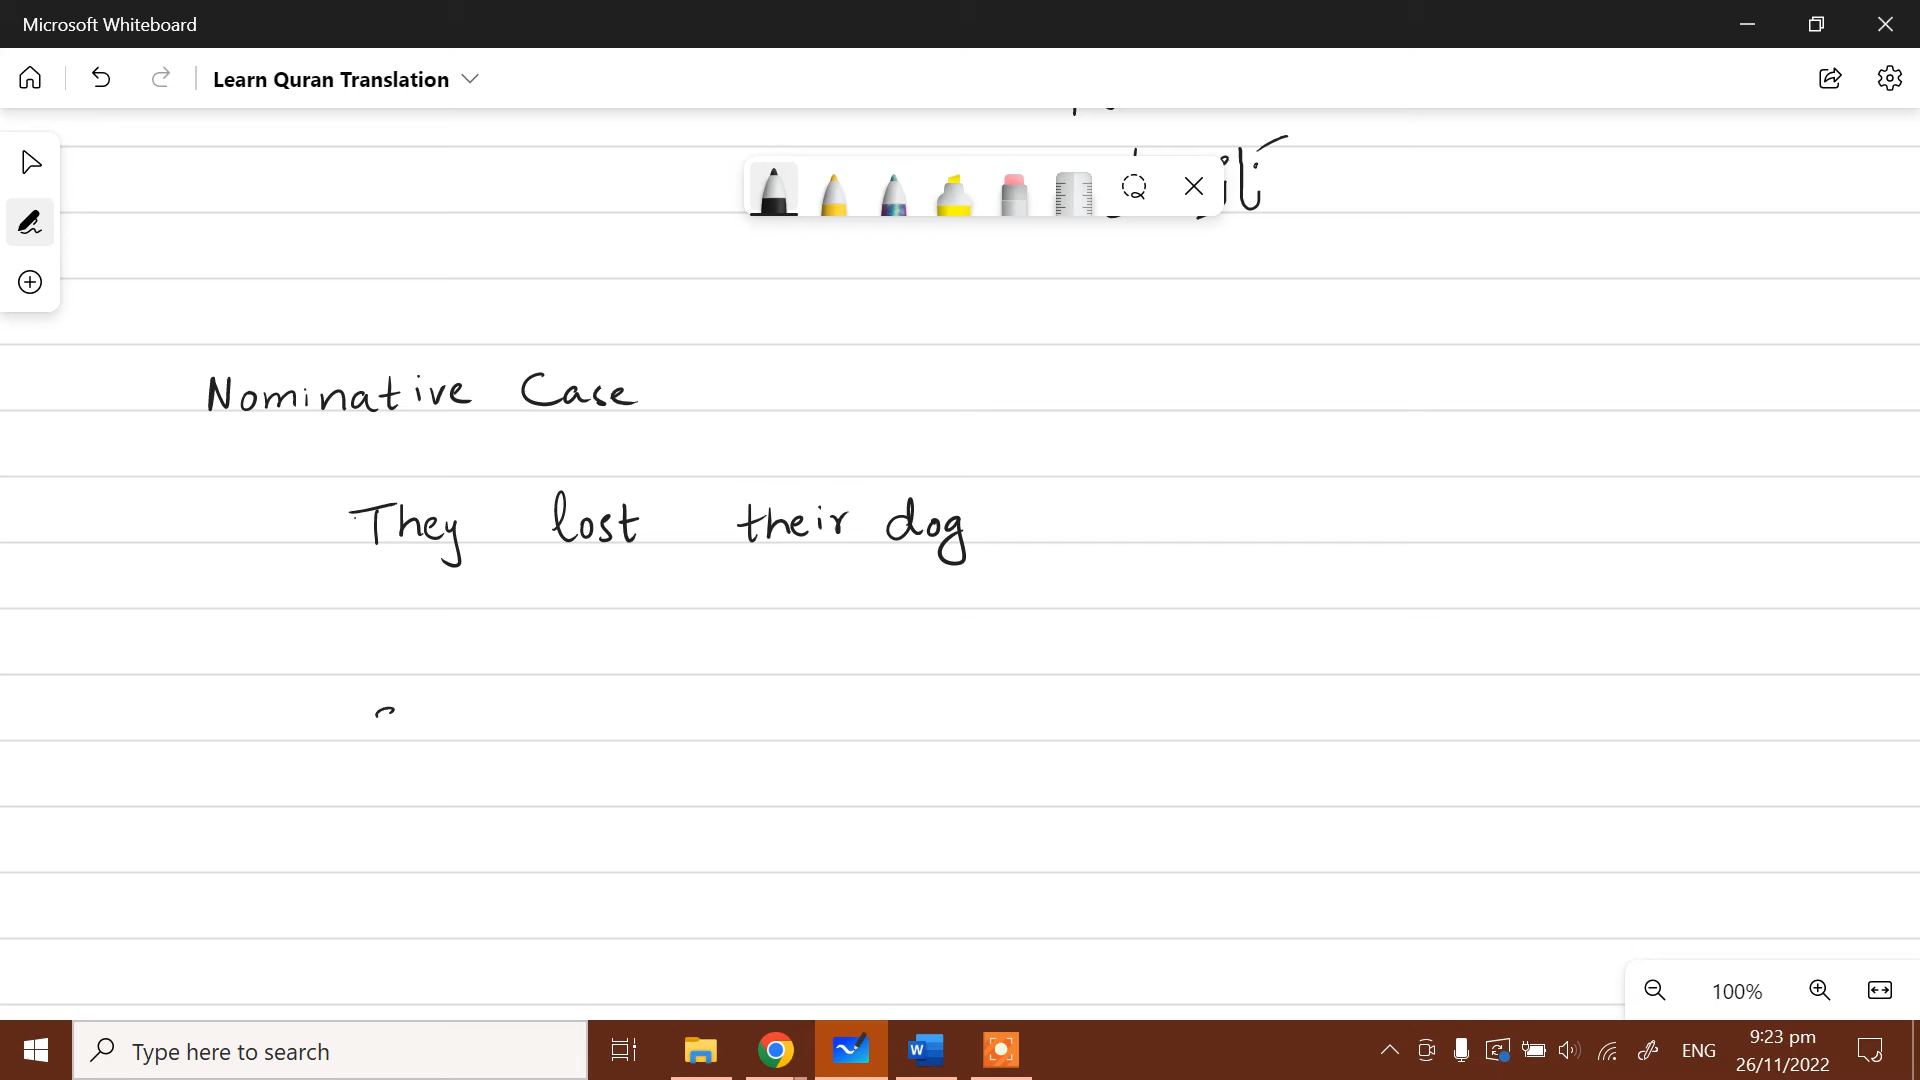 Microsoft Whiteboard
Learn Quran Translation
Nominative Case
They lost their dog
100%
Type here to search
ENG
9:23 pm
26/11/2022